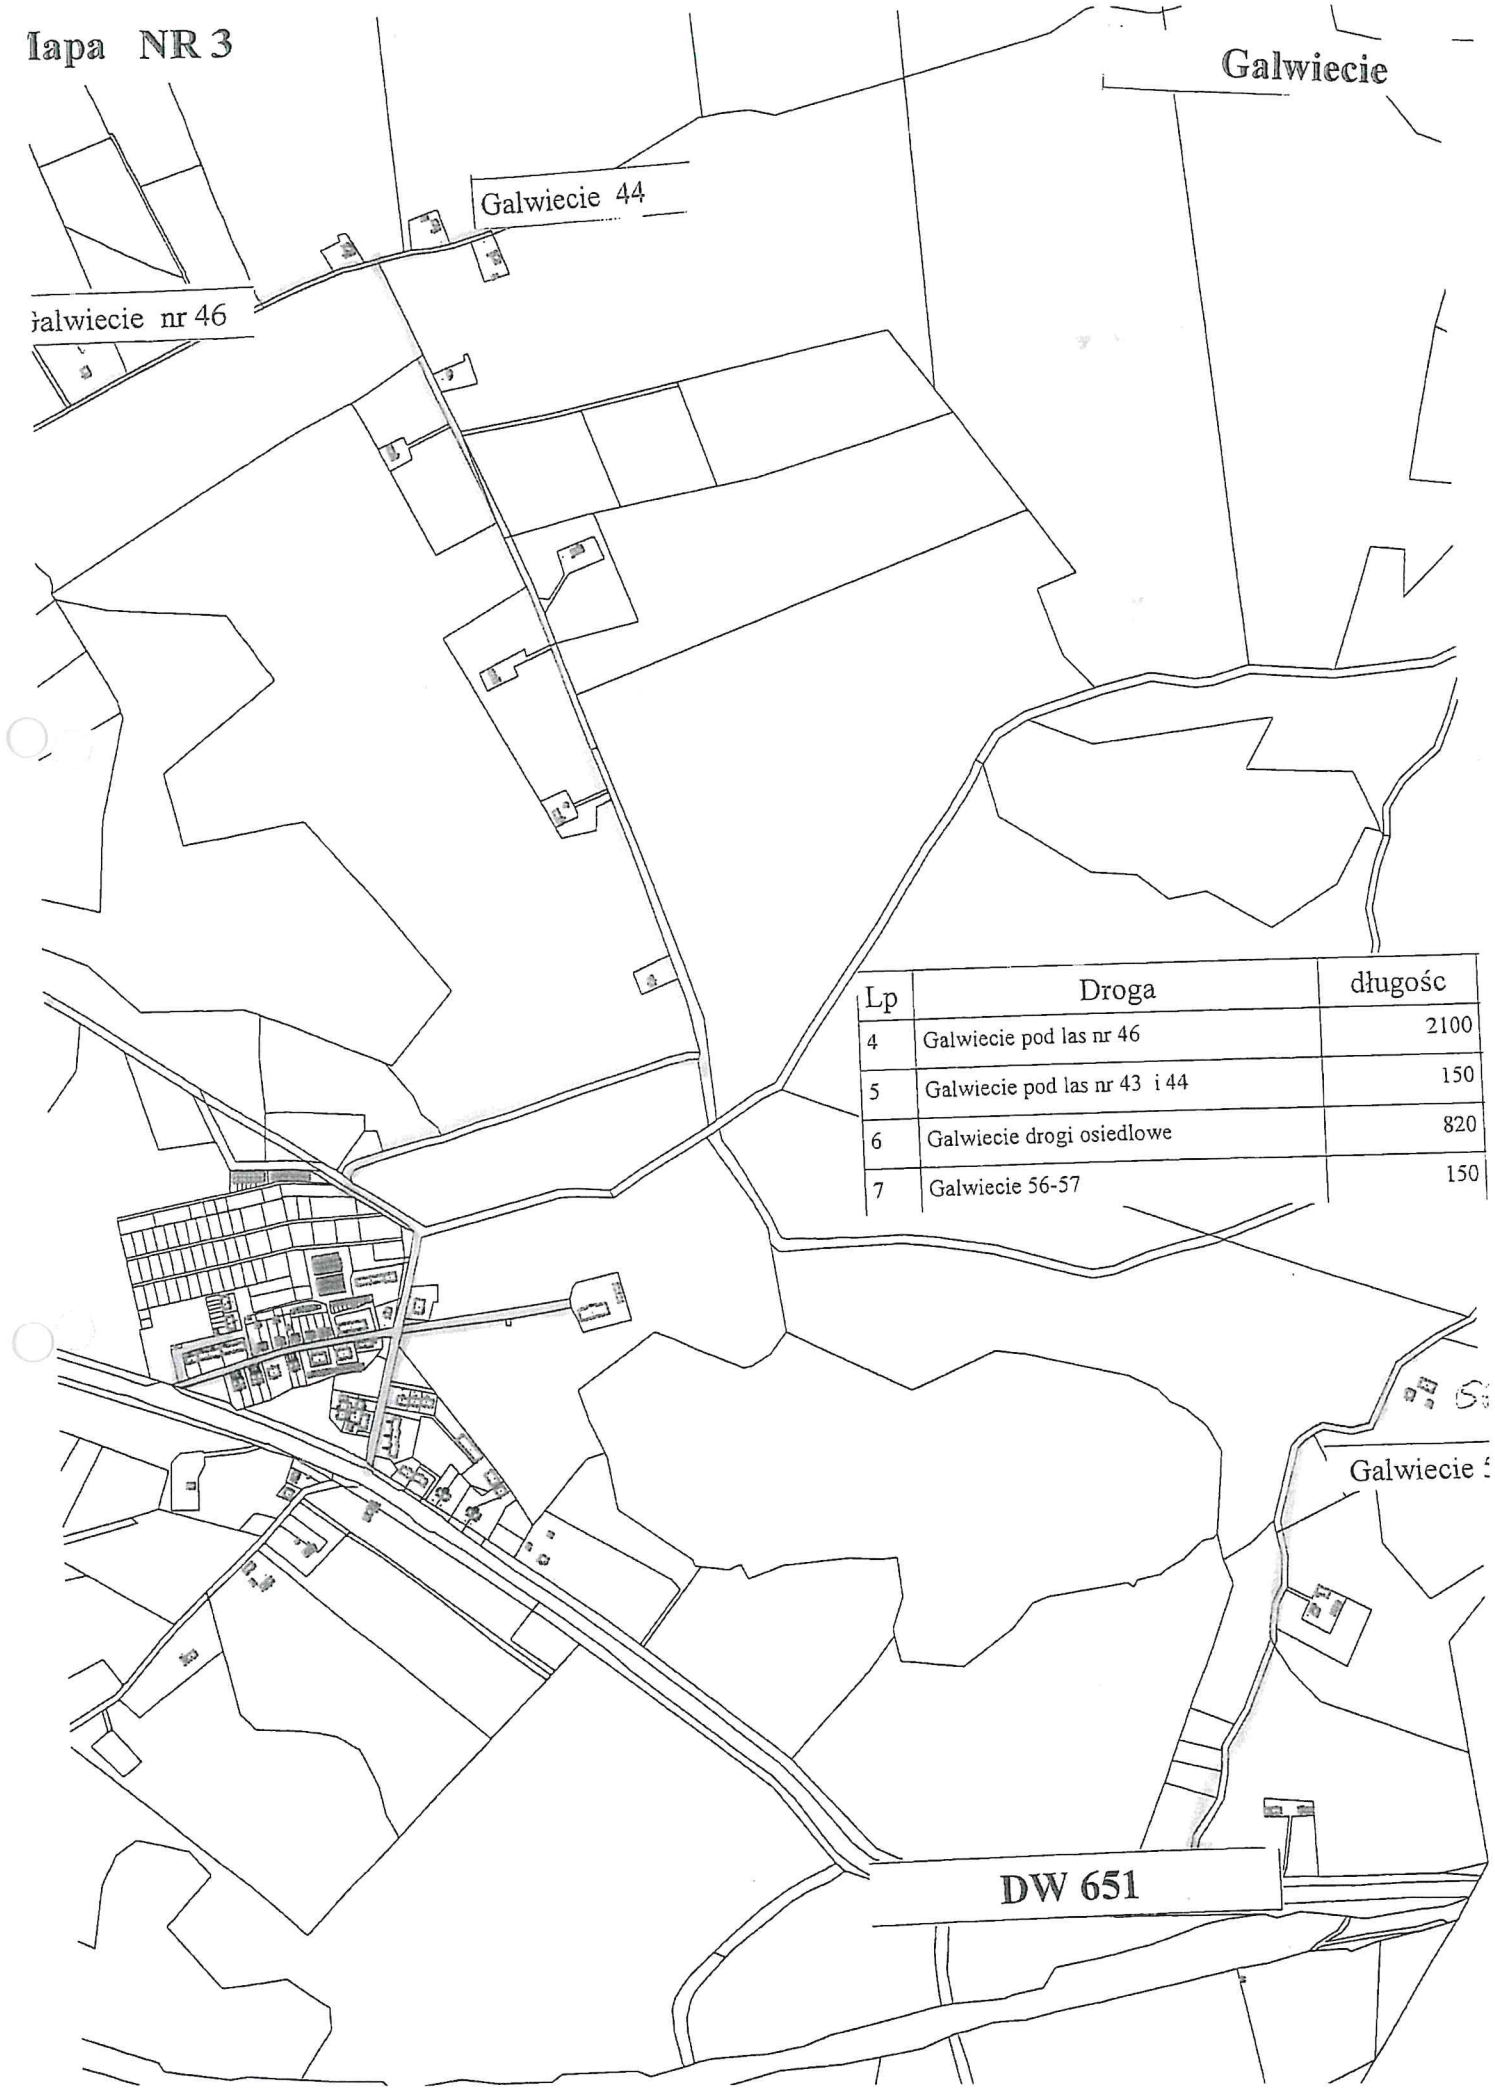 Mapa NR 3
Galwiecie
Galwiecie 44
Galwiecie nr 46
Lp Droga długośc
4 Galwiecie pod las nr 46 2100
5 Galwiecie pod las nr 43 i 44 150
6 Galwiecie drogi osiedlowe 820
7 Galwiecie 56-57 150
Galwiecie
DW 651